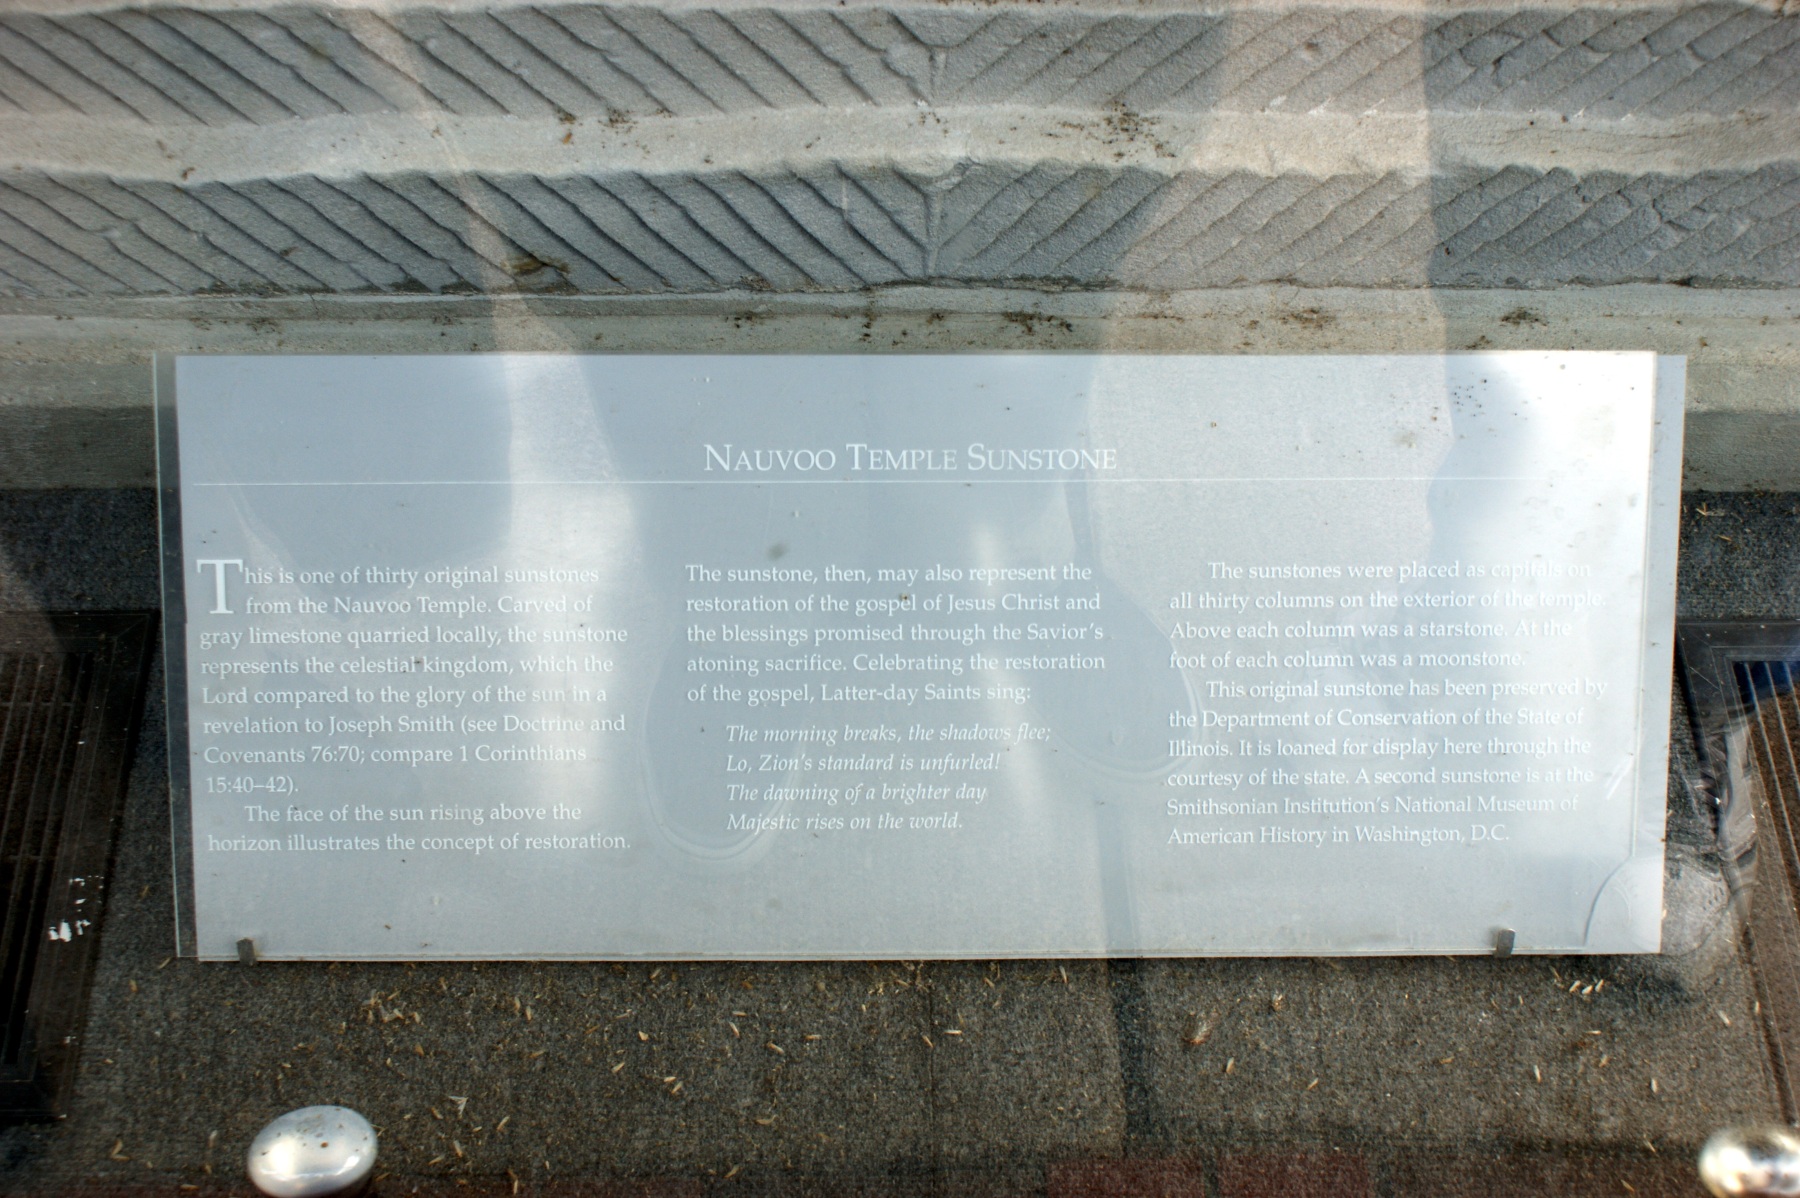 NAUVOO TEMPLE SUNSTONE
This is one of thirty original sunstones
from the Nauvoo Temple. Carved of
gray limestone quarried locally, the sunstone
represents the celestial kingdom, which the
Lord compared to the glory of the sun in a
revelation to Joseph Smith (see Doctrine and
Covenants 76:70; compare 1 Corinthians
15:40–42).
The face of the sun rising above the
horizon illustrates the concept of restoration.
The sunstone, then, may also represent the
restoration of the gospel of Jesus Christ and
the blessings promised through the Savior's
atoning sacrifice. Celebrating the restoration
of the gospel, Latter-day Saints sing:
The morning breaks, the shadows flee;
Lo, Zion's standard is unfurled!
The dawning of a brighter day
Majestic rises on the world.
The sunstones were placed as capitals on
all thirty columns on the exterior of the temple.
Above each column was a starstone. At the
foot of each column was a moonstone.
This original sunstone has been preserved by
the Department of Conservation of the State of
Illinois. It is loaned for display here through the
courtesy of the state. A second sunstone is at the
Smithsonian Institution's National Museum of
American History in Washington, D.C.